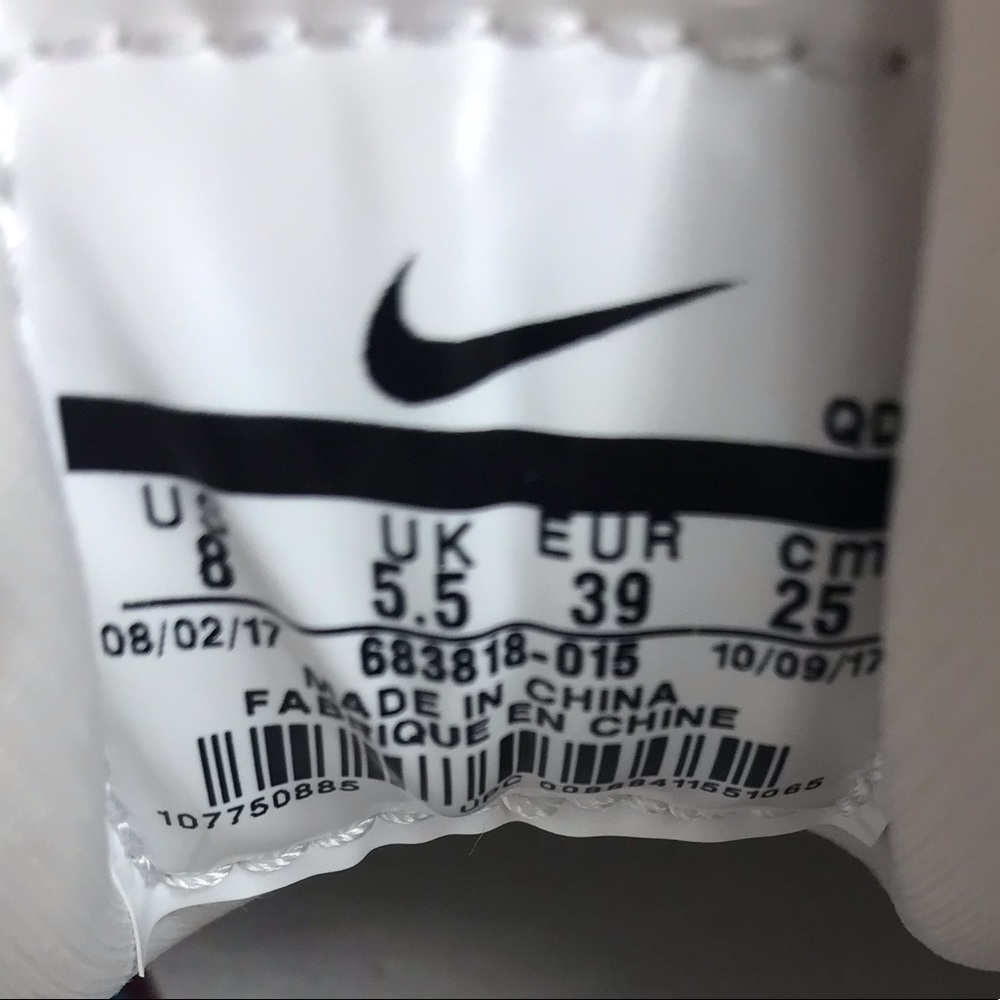 QD
US UK EUR cm
8 5.5 39 25
08/02/17 683818-015 10/09/17
MADE IN CHINA
FABRIQUE EN CHINE
107750885 UPC 00888411551065